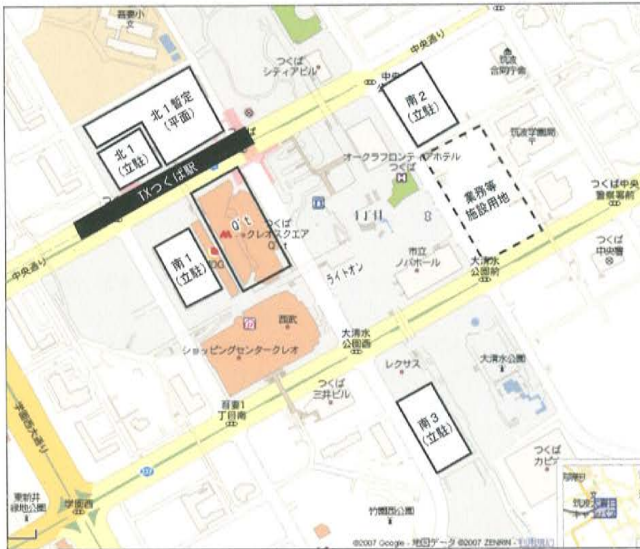 吾妻小
つくば
シティアビル
中央通り
筑波
合同庁舎
北1暫定
(平面)
北1
(立駐)
南2
(立駐)
筑波学園局
TXつくば駅
オークラフロンティアホテル
つくば
業務等
施設用地
つくば中央
警察署前
Q't
つくば
クレオスクエア
Q't
南1
(立駐)
中央通り
市立
ノバホール
大清水
公園前
つくば
中央署
ライトオン
西武
ショッピングセンタークレオ
大清水
公園西
大清水公園
レクサス
つくば
三井ビル
吾妻1
丁目南
南3
(立駐)
学園西大通り
つくば
カピオ
東新井
緑地公園
学園西
竹園西公園
©2007 Google - 地図データ ©2007 ZENRIN - 利用規約